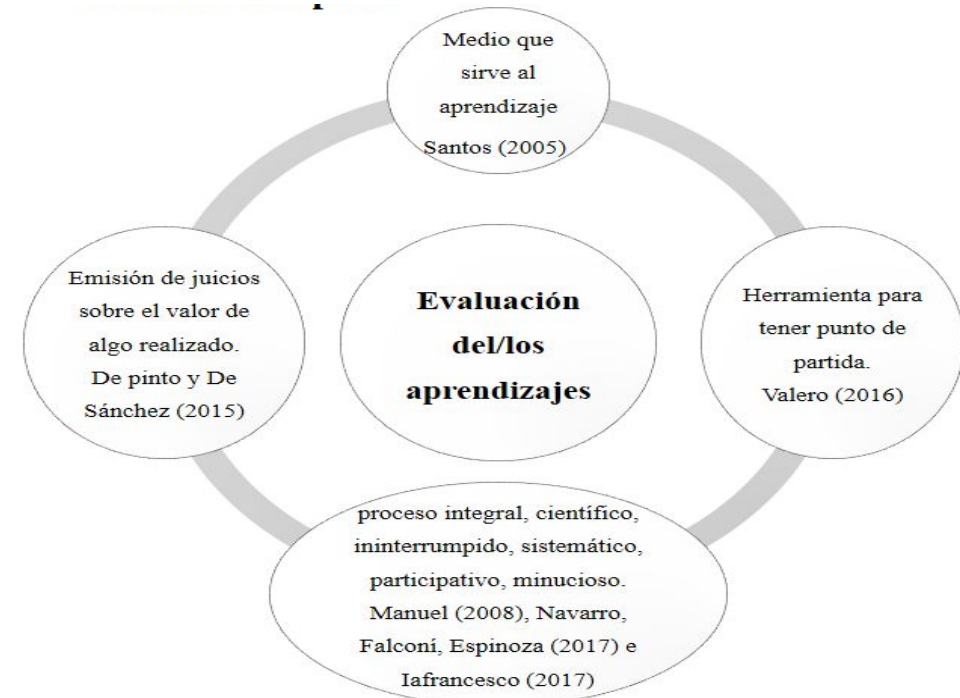 Medio que
sirve al
aprendizaje
Santos (2005)
Emisión de juicios
sobre el valor de
algo realizado.
De pinto y De
Sánchez (2015)
Evaluación
del/los
aprendizajes
Herramienta para
tener punto de
partida.
Valero (2016)
proceso integral, científico,
ininterrumpido, sistemático,
participativo, minucioso.
Manuel (2008), Navarro,
Falconí, Espinoza (2017) e
Iafrancesco (2017)